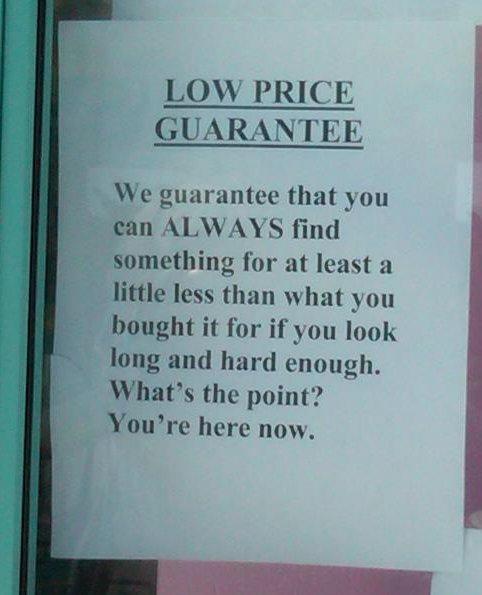 LOW PRICE
GUARANTEE
We guarantee that you
can ALWAYS find
something for at least a
little less than what you
bought it for if you look
long and hard enough.
What's the point?
You're here now.